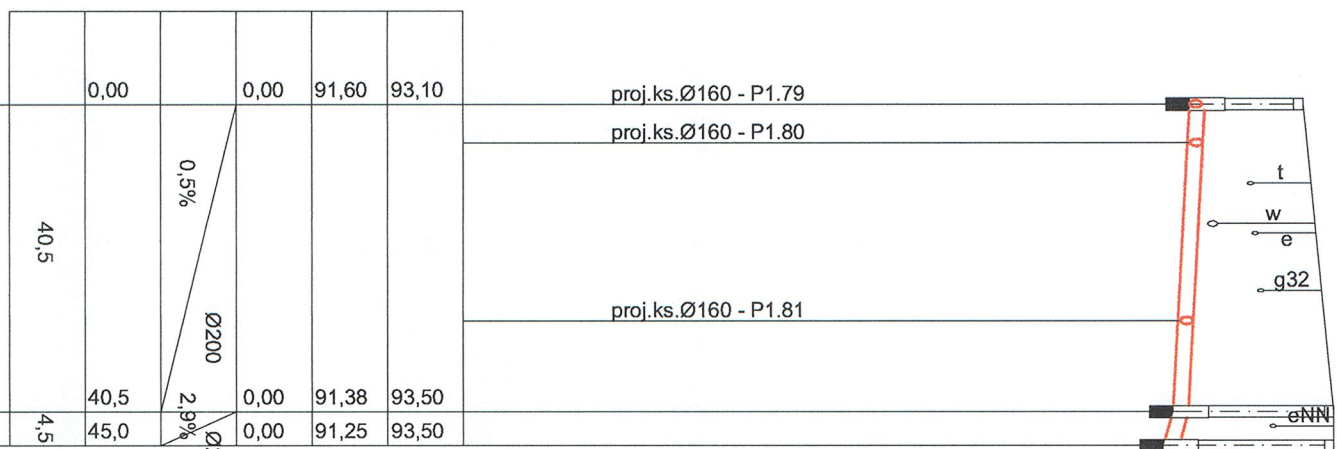 0,00 0,00 91,60 93,10 proj.ks.Ø160 - P1.79
proj.ks.Ø160 - P1.80
0,5%
t
w
e
40,5
g32
proj.ks.Ø160 - P1.81
Ø200
40,5 0,00 91,38 93,50
2,9%
eNN
4,5
45,0 0,00 91,25 93,50